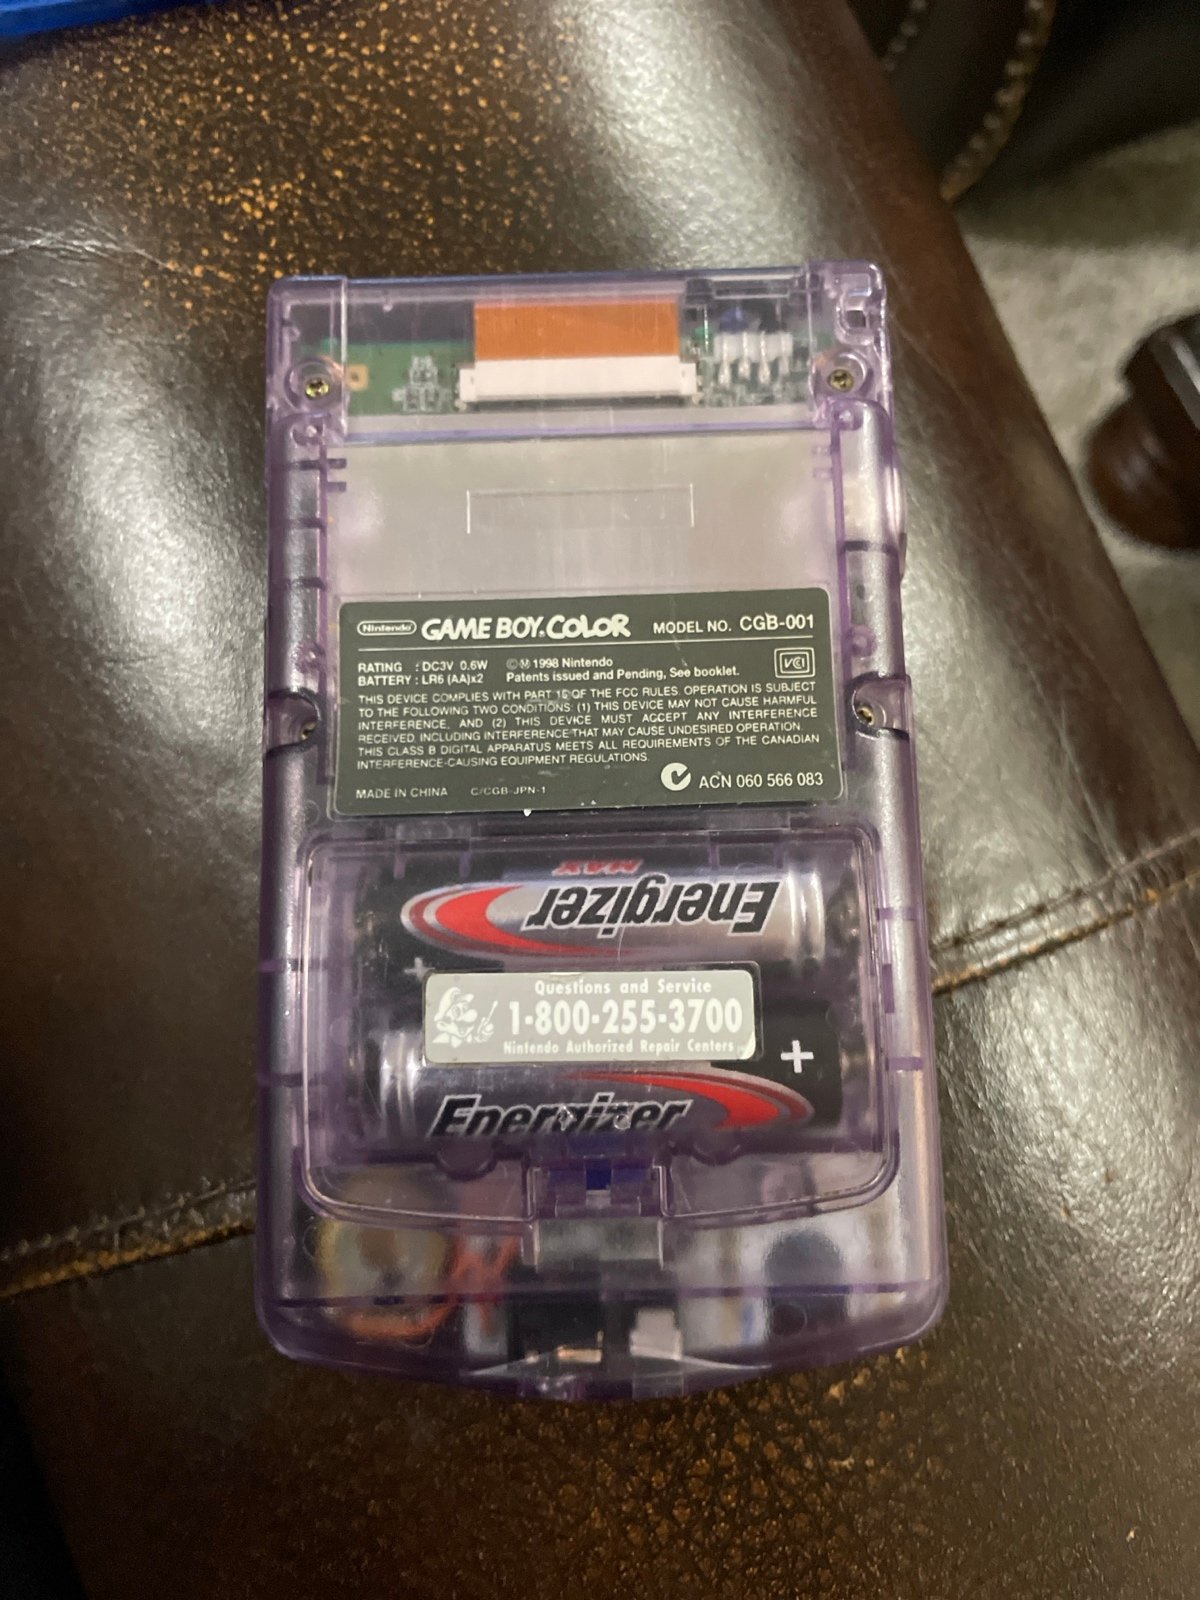 Nintendo GAME BOY COLOR MODEL NO. CGB-001
RATING : DC3V 0.6W ©Ⓜ 1998 Nintendo VCI
BATTERY : LR6 (AA)x2 Patents issued and Pending, See booklet.
THIS DEVICE COMPLIES WITH PART 15 OF THE FCC RULES. OPERATION IS SUBJECT
TO THE FOLLOWING TWO CONDITIONS: (1) THIS DEVICE MAY NOT CAUSE HARMFUL
INTERFERENCE, AND (2) THIS DEVICE MUST ACCEPT ANY INTERFERENCE
RECEIVED, INCLUDING INTERFERENCE THAT MAY CAUSE UNDESIRED OPERATION.
THIS CLASS B DIGITAL APPARATUS MEETS ALL REQUIREMENTS OF THE CANADIAN
INTERFERENCE-CAUSING EQUIPMENT REGULATIONS.
MADE IN CHINA C/CGB-JPN-1 ACN 060 566 083
MAX
Energizer
+
Questions and Service
1-800-255-3700
Nintendo Authorized Repair Centers
+
Energizer